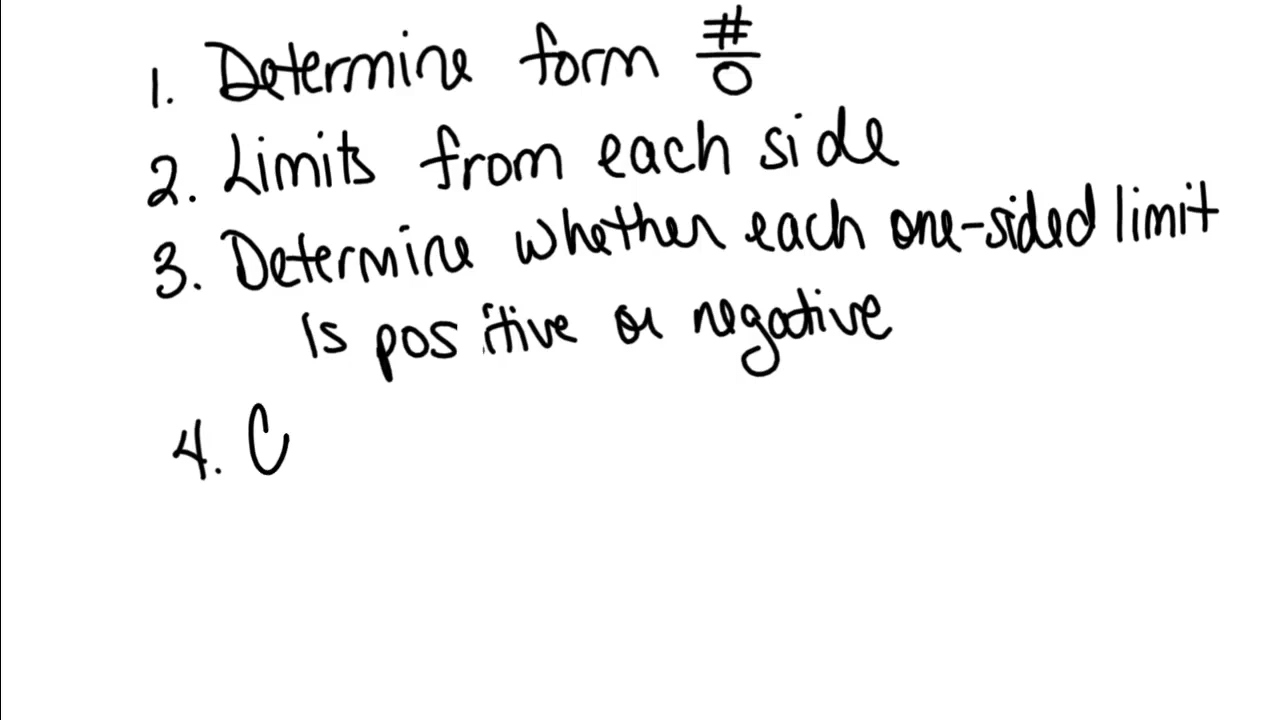 1. Determine form #/0
2. Limits from each side
3. Determine whether each one-sided limit
is positive or negative
4. C